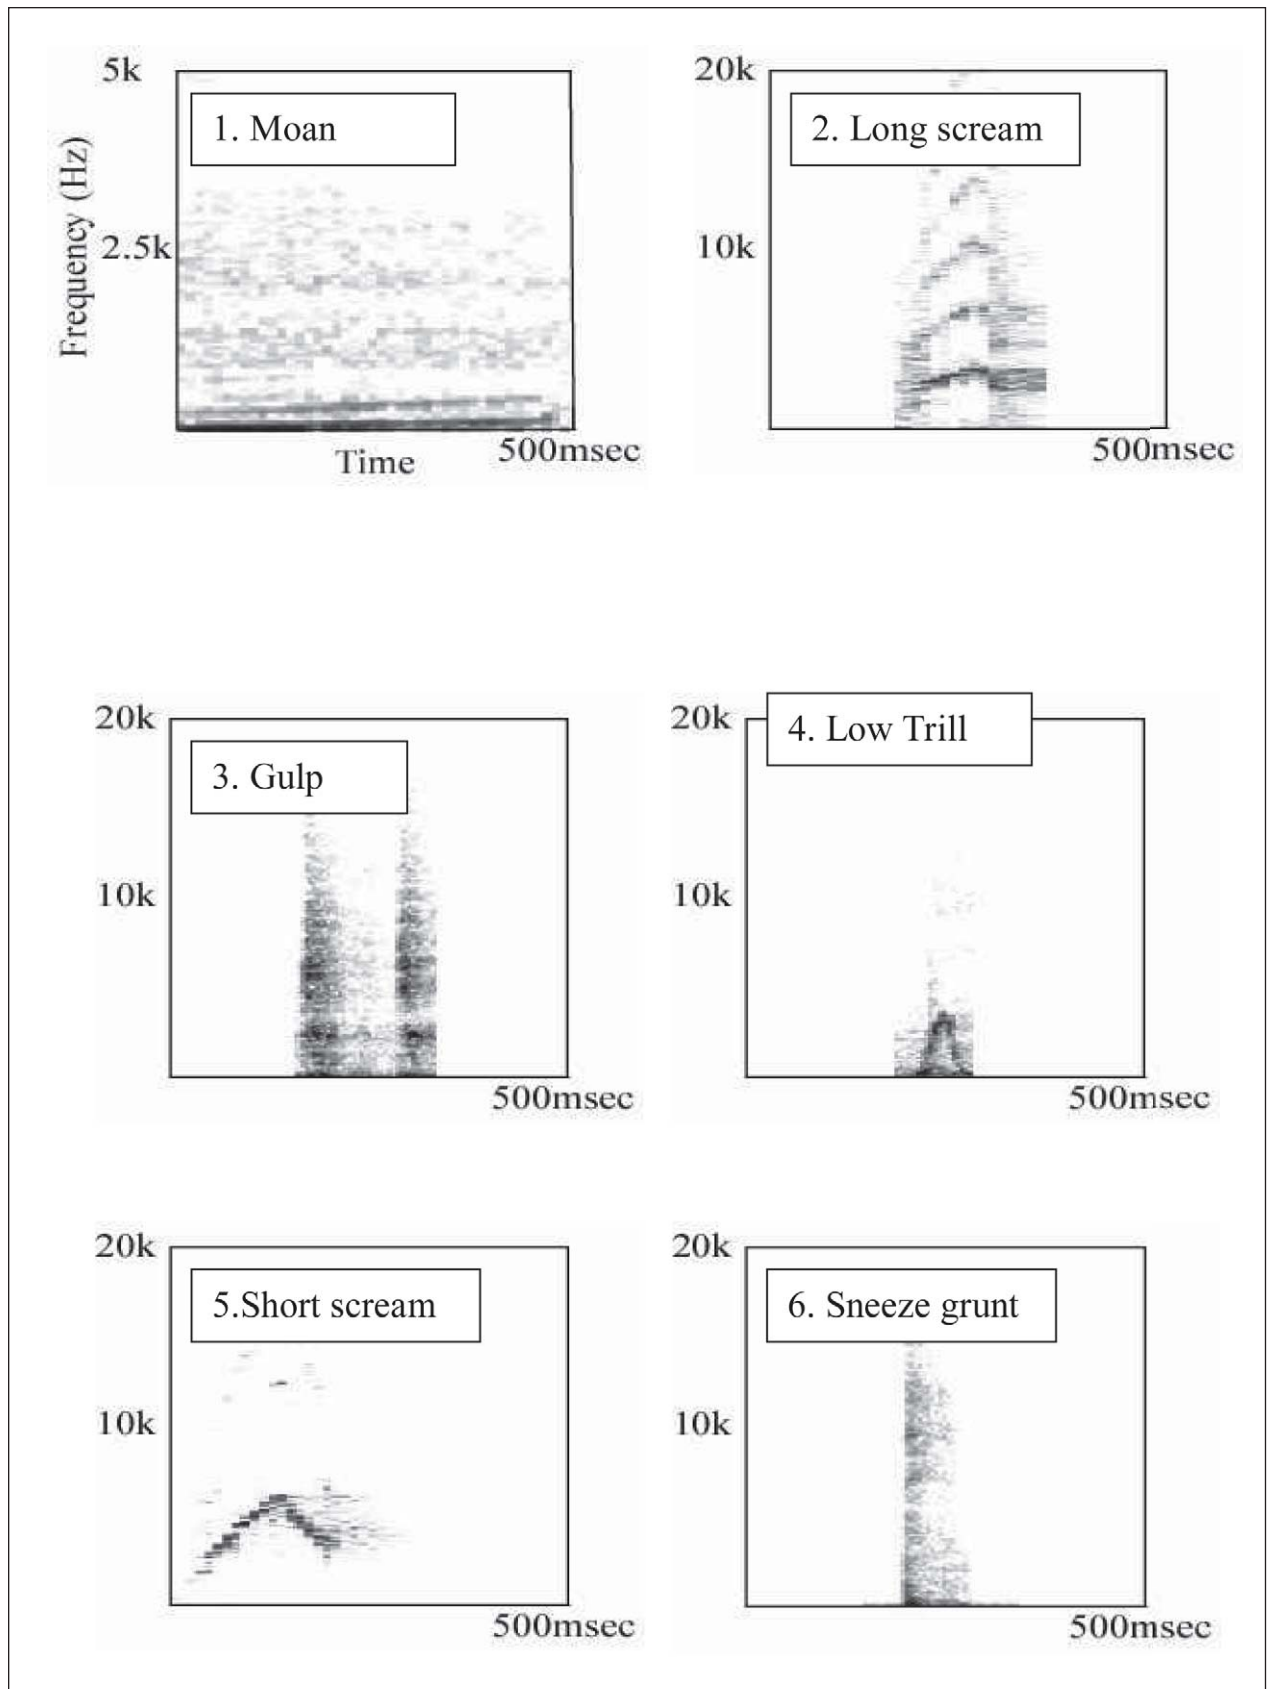 5k
1. Moan
Frequency (Hz)
2.5k
Time
500msec
20k
2. Long scream
10k
500msec
20k
3. Gulp
10k
500msec
20k
4. Low Trill
10k
500msec
20k
5.Short scream
10k
500msec
20k
6. Sneeze grunt
10k
500msec